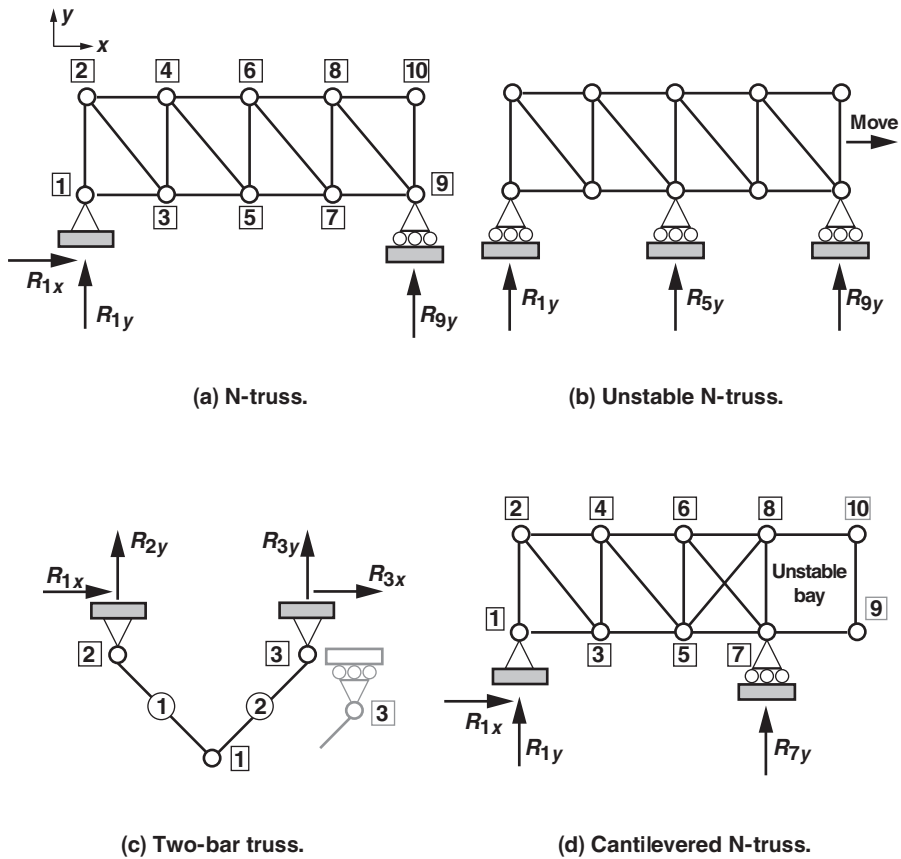 y
x
2 4 6 8 10
1 3 5 7 9
R1x
R1y
R9y
(a) N-truss.
Move
R1y
R5y
R9y
(b) Unstable N-truss.
R2y
R3y
R1x
R3x
2
3
1
2
3
1
(c) Two-bar truss.
2 4 6 8 10
Unstable
bay
1 3 5 7 9
R1x
R1y
R7y
(d) Cantilevered N-truss.